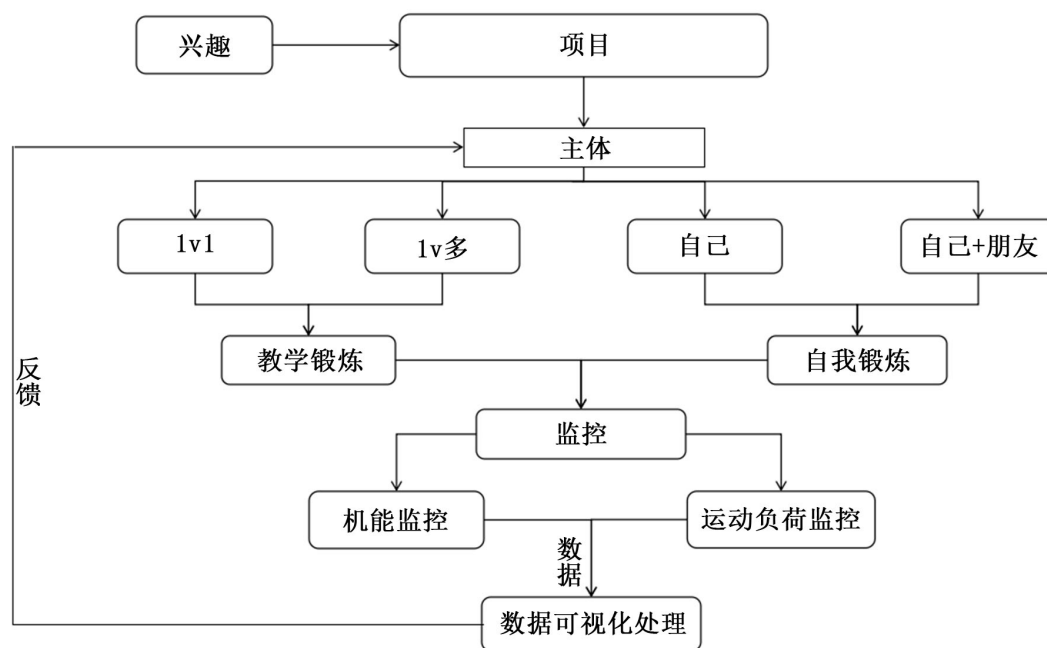 兴趣
项目
主体
1v1
1v多
自己
自己+朋友
教学锻炼
自我锻炼
反馈
监控
机能监控
运动负荷监控
数据
数据可视化处理